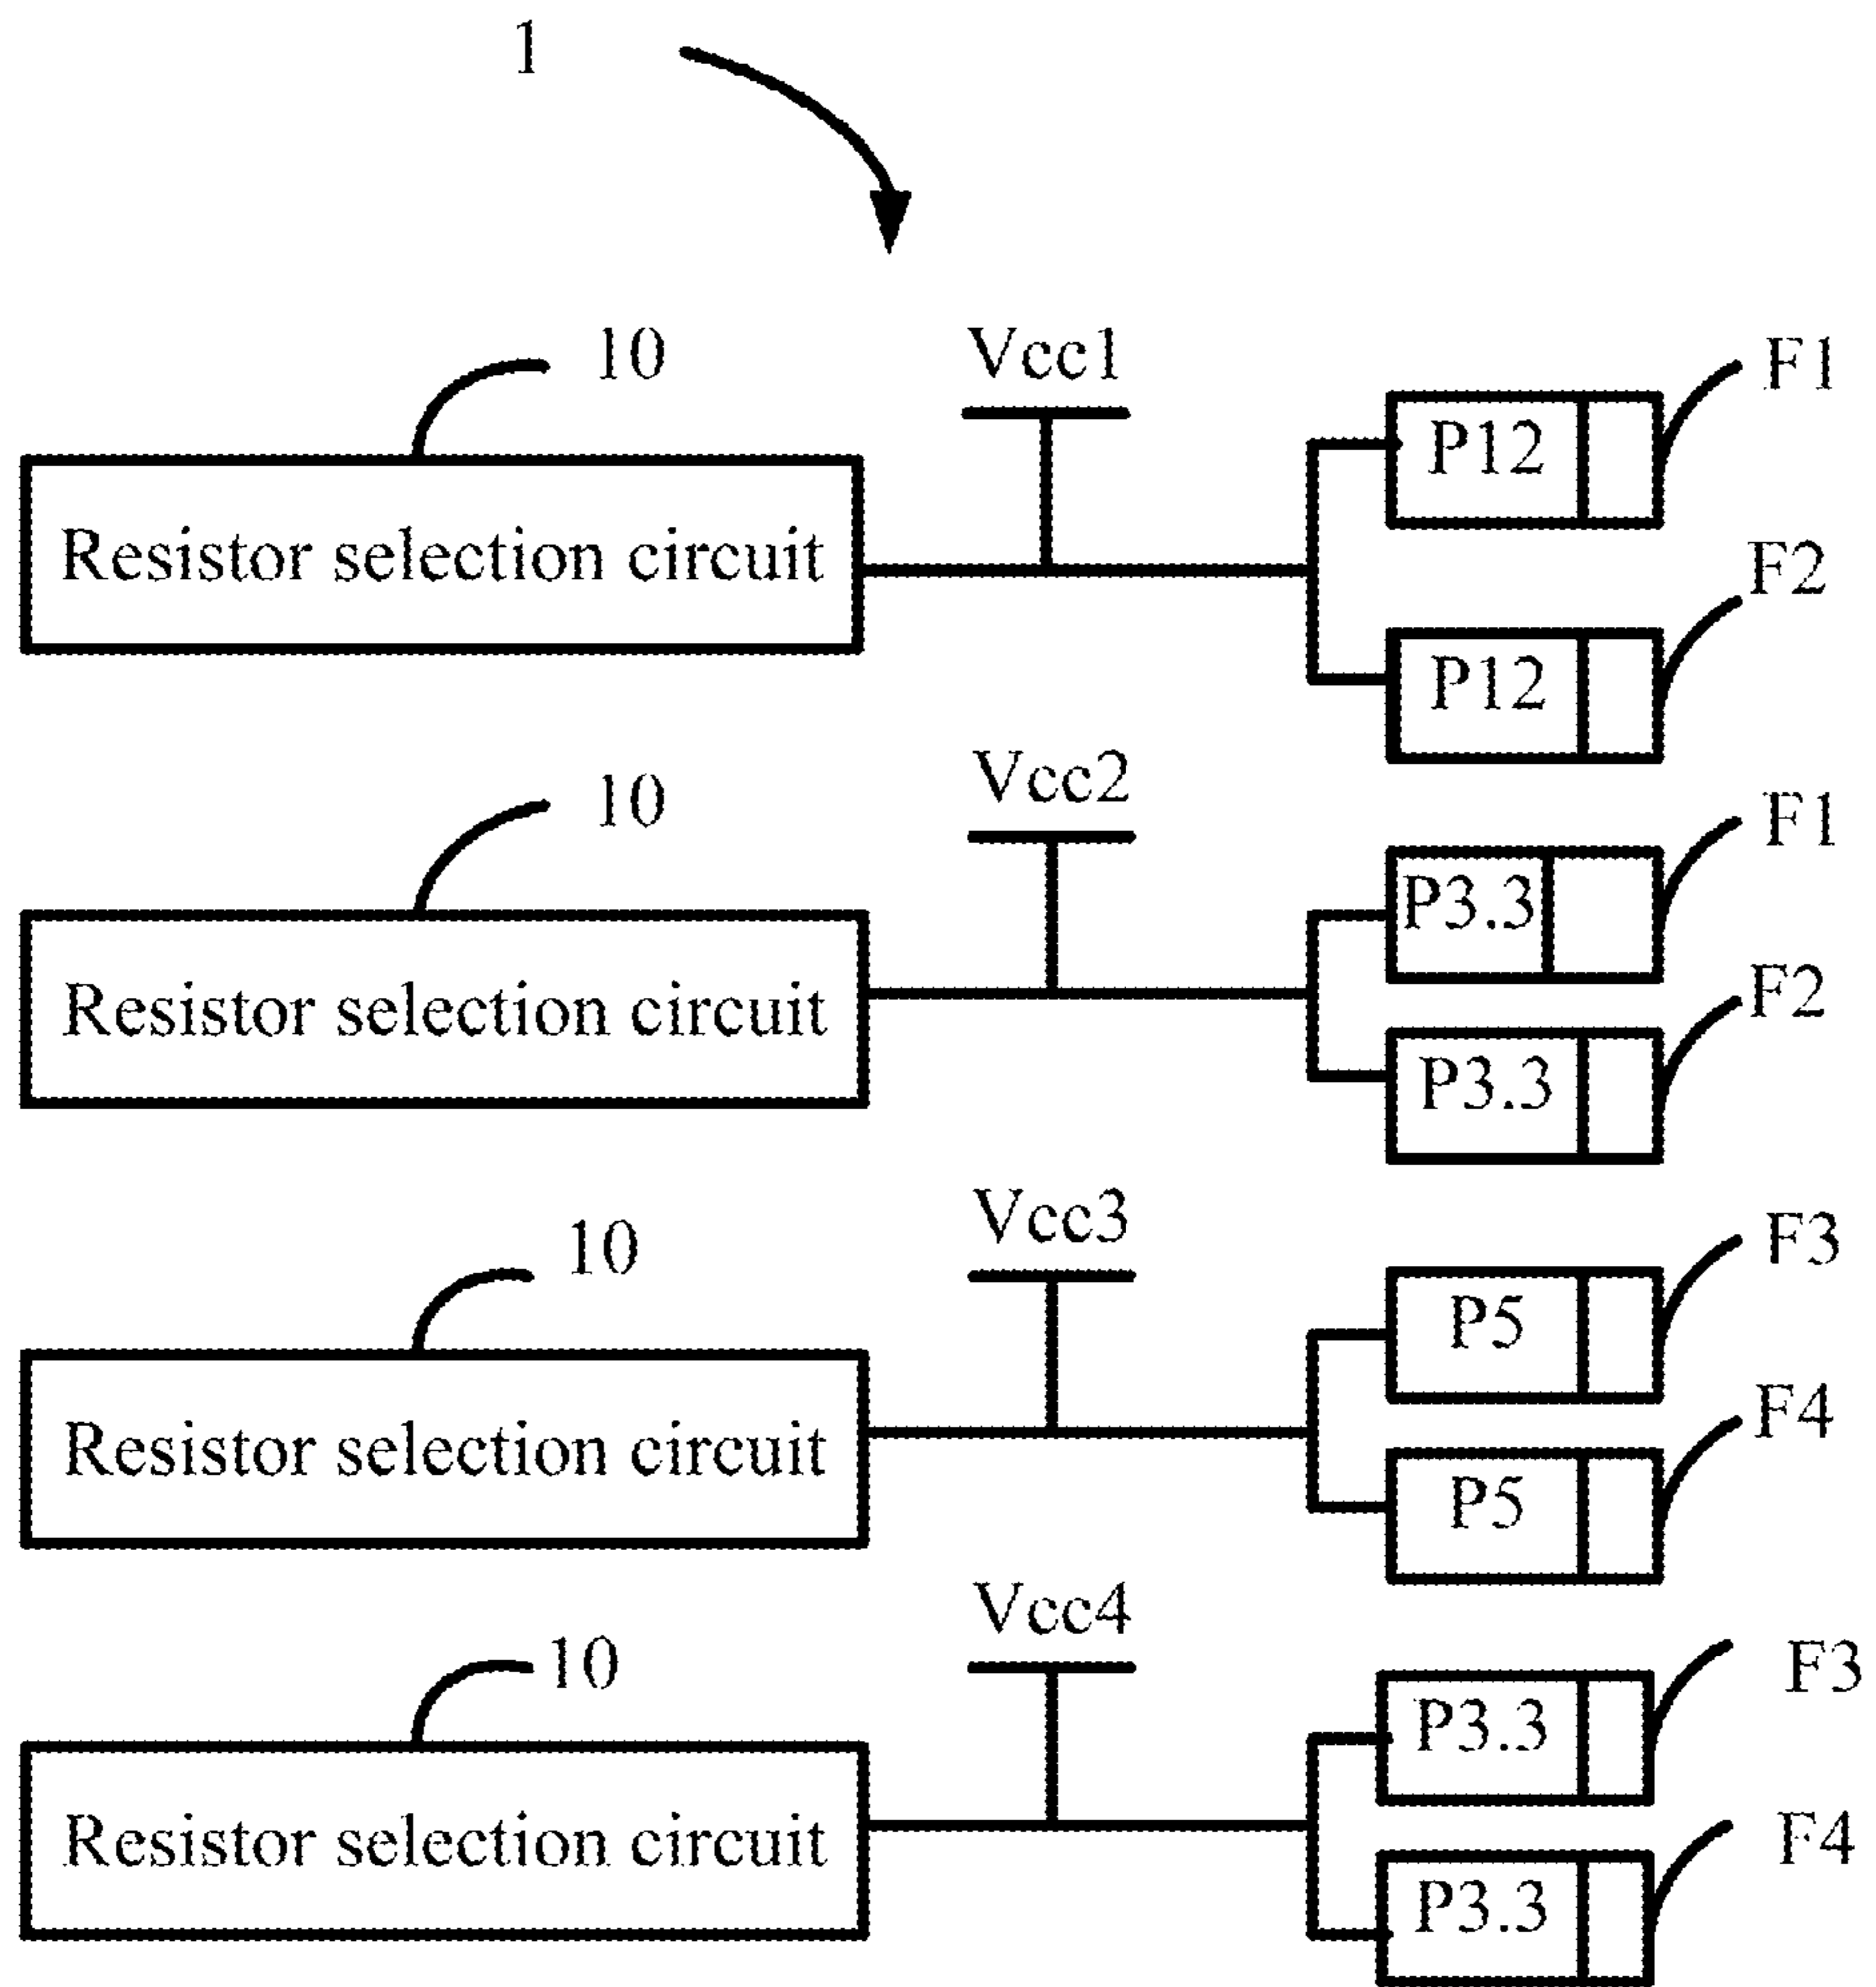 1
10
Vcc1
F1
P12
Resistor selection circuit
F2
P12
10
Vcc2
F1
P3.3
Resistor selection circuit
F2
P3.3
10
Vcc3
F3
P5
Resistor selection circuit
F4
P5
10
Vcc4
F3
P3.3
Resistor selection circuit
F4
P3.3